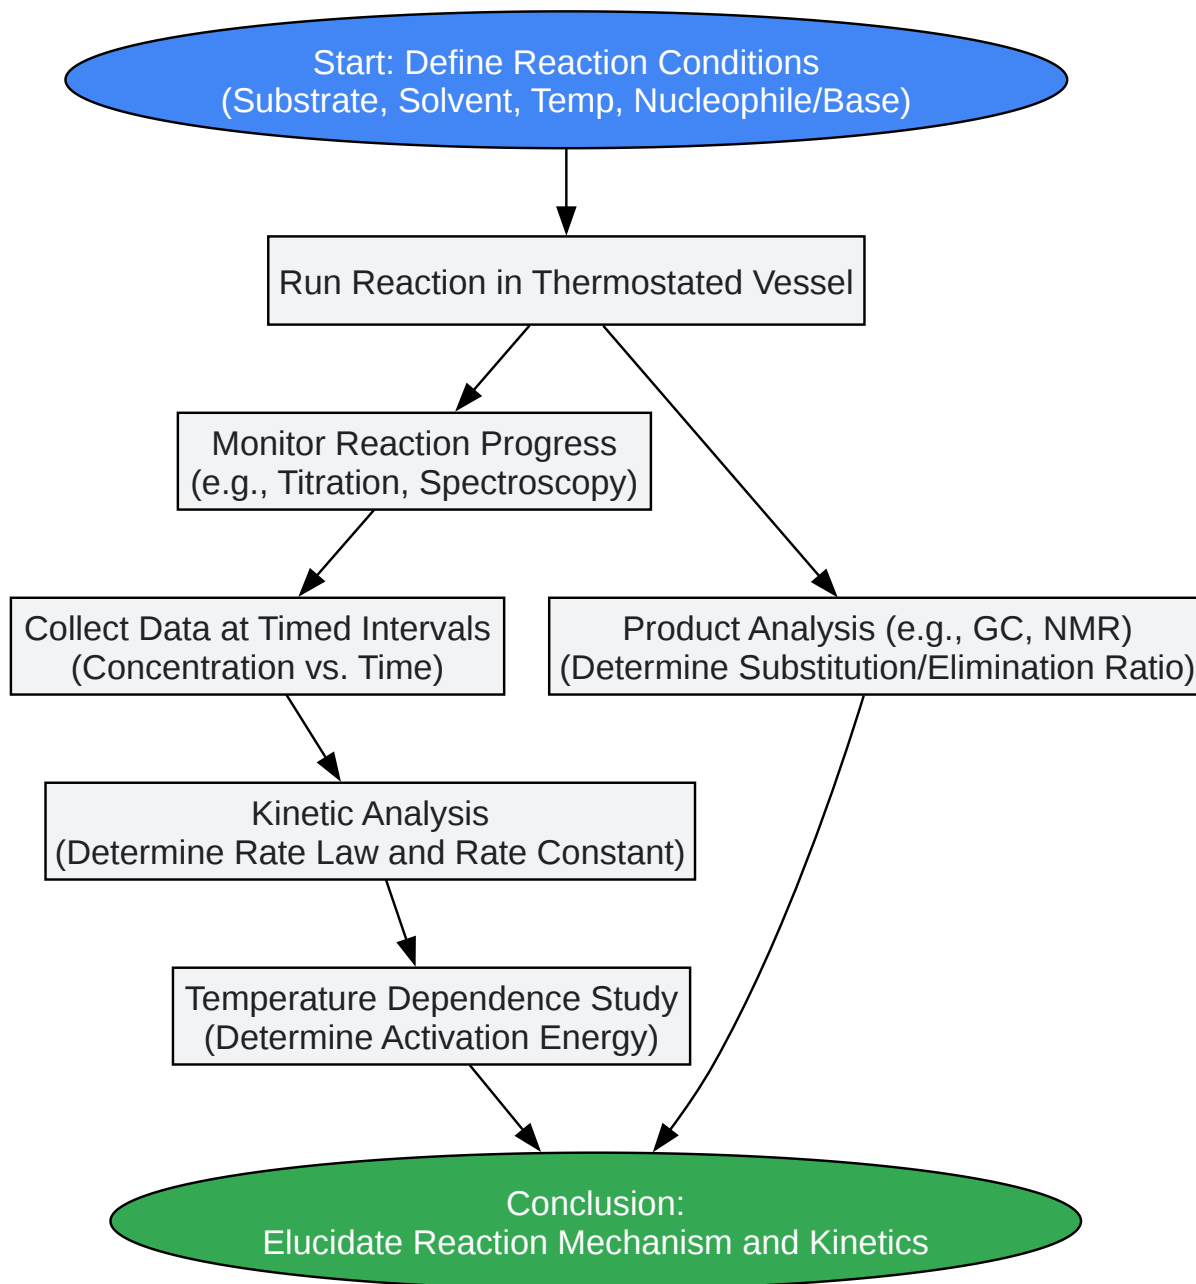 Start: Define Reaction Conditions
(Substrate, Solvent, Temp, Nucleophile/Base)
Run Reaction in Thermostated Vessel
Monitor Reaction Progress
(e.g., Titration, Spectroscopy)
Collect Data at Timed Intervals
(Concentration vs. Time)
Product Analysis (e.g., GC, NMR)
(Determine Substitution/Elimination Ratio)
Kinetic Analysis
(Determine Rate Law and Rate Constant)
Temperature Dependence Study
(Determine Activation Energy)
Conclusion:
Elucidate Reaction Mechanism and Kinetics